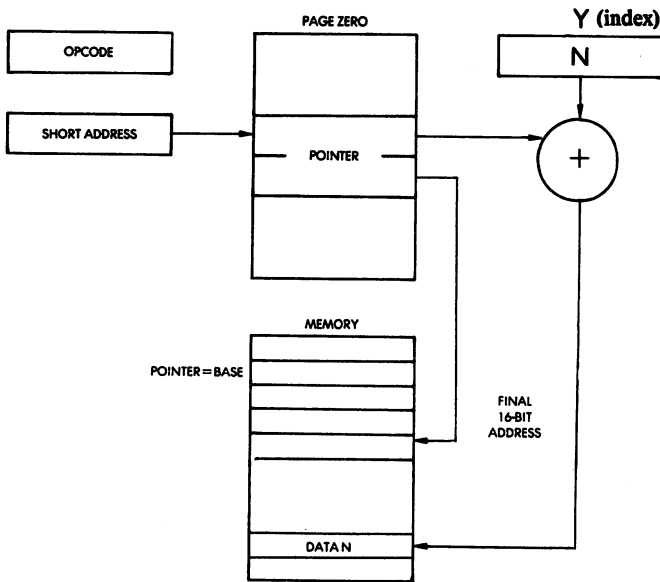 PAGE ZERO
Y (index)
OPCODE
N
SHORT ADDRESS
POINTER
+
MEMORY
POINTER=BASE
FINAL
16-BIT
ADDRESS
DATA N